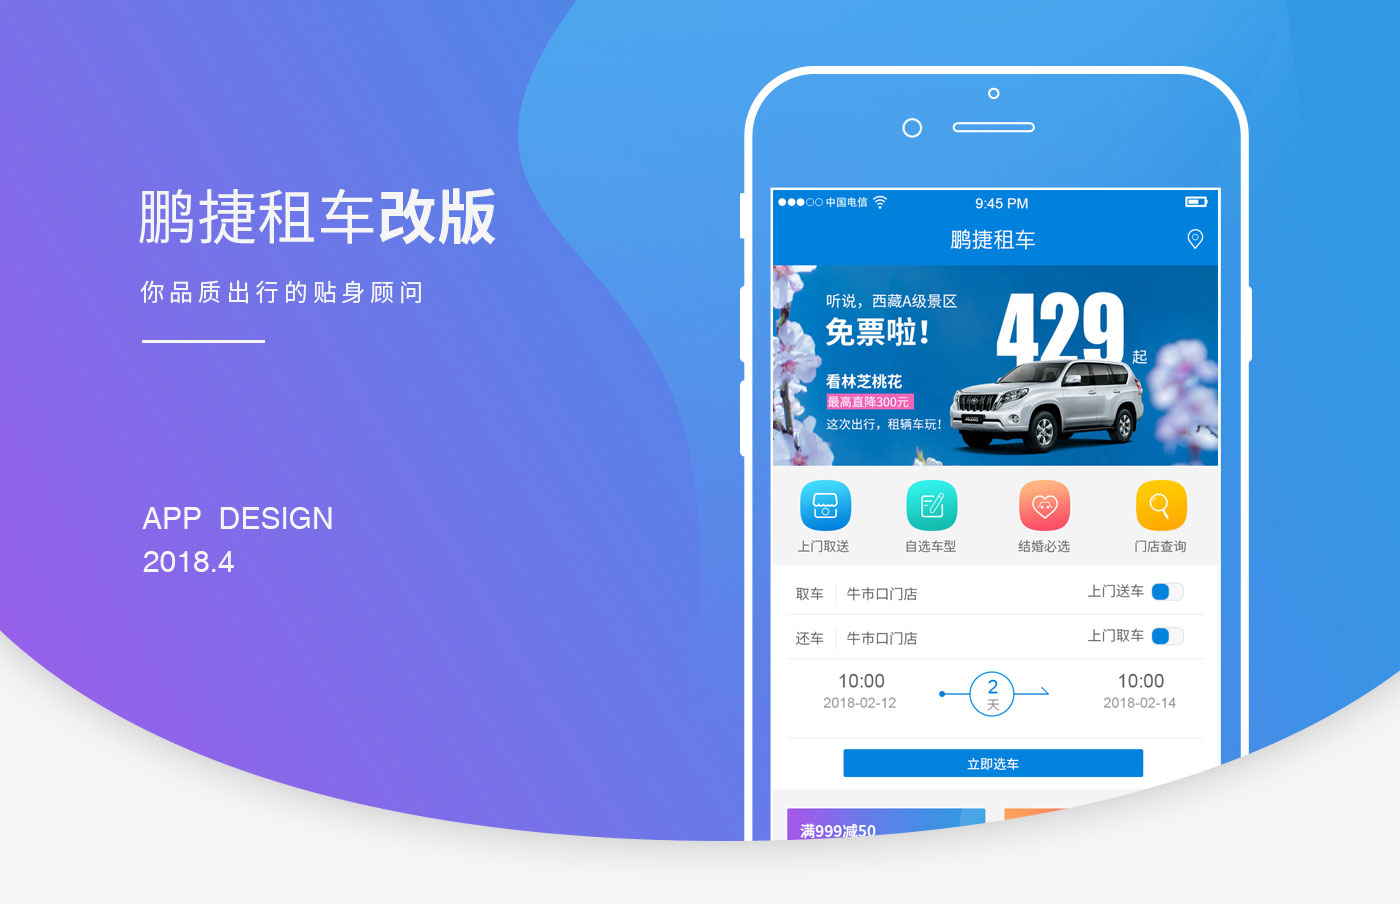 鹏捷租车改版
你品质出行的贴身顾问
APP DESIGN
2018.4
中国电信
9:45 PM
鹏捷租车
听说，西藏A级景区
免票啦！
429起
看林芝桃花
最高直降300元
这次出行，租辆车玩！
上门取送
自选车型
结婚必选
门店查询
取车 牛市口门店 上门送车
还车 牛市口门店 上门取车
10:00 2 10:00
2018-02-12 天 2018-02-14
立即选车
满999减50